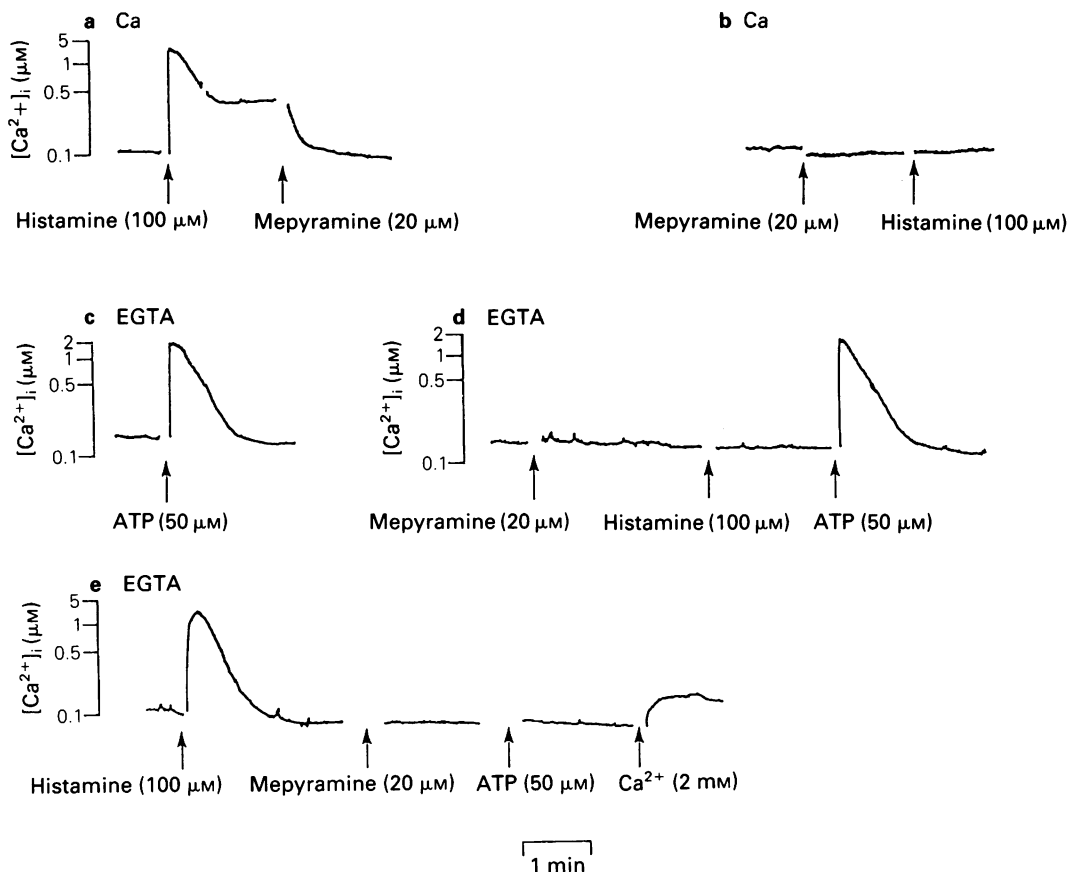 a Ca
b Ca
[Ca²+]i (µM)
5
1
0.5
0.1
Histamine (100 µM)
Mepyramine (20 µM)
Mepyramine (20 µM)
Histamine (100 µM)
c EGTA
d EGTA
[Ca²⁺]i (µM)
2
1
0.5
0.1
[Ca²⁺]i (µM)
2
1
0.5
0.1
ATP (50 µM)
Mepyramine (20 µM)
Histamine (100 µM)
ATP (50 µM)
e EGTA
[Ca²⁺]i (µM)
5
1
0.5
0.1
Histamine (100 µM)
Mepyramine (20 µM)
ATP (50 µM)
Ca²⁺ (2 mM)
1 min